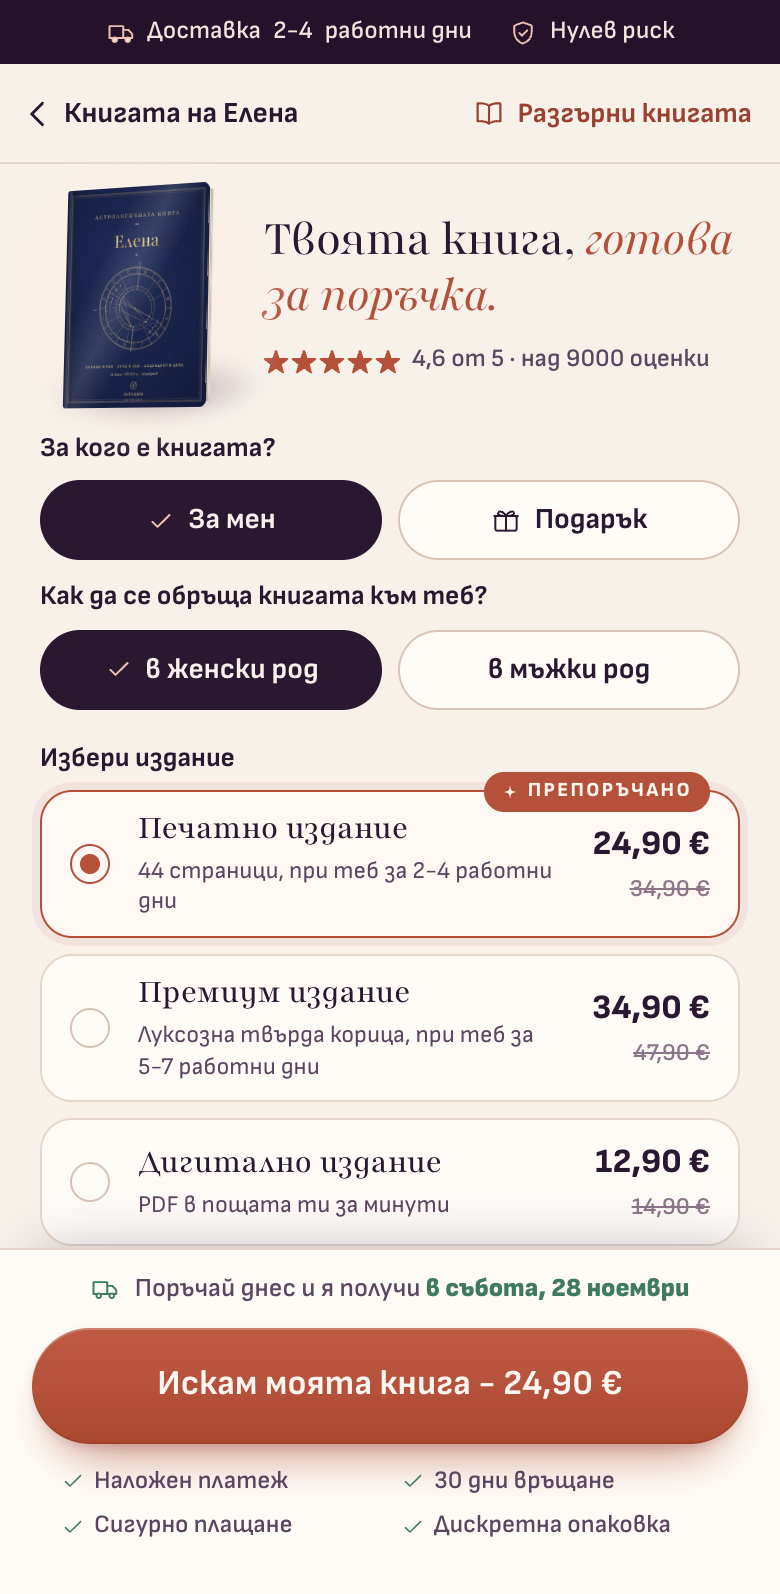 Доставка 2-4 работни дни
Нулев риск
Книгата на Елена
Разгърни книгата
АСТРОЛОГИЧНАТА КНИГА
Елена
Твоята книга, готова
за поръчка.
4,6 от 5 · над 9000 оценки
За кого е книгата?
За мен
Подарък
Как да се обръща книгата към теб?
в женски род
в мъжки род
Избери издание
ПРЕПОРЪЧАНО
Печатно издание
24,90 €
44 страници, при теб за 2-4 работни
дни
34,90 €
Премиум издание
34,90 €
Луксозна твърда корица, при теб за
5-7 работни дни
47,90 €
Дигитално издание
12,90 €
PDF в пощата ти за минути
14,90 €
Поръчай днес и я получи в събота, 28 ноември
Искам моята книга – 24,90 €
Наложен платеж
30 дни връщане
Сигурно плащане
Дискретна опаковка